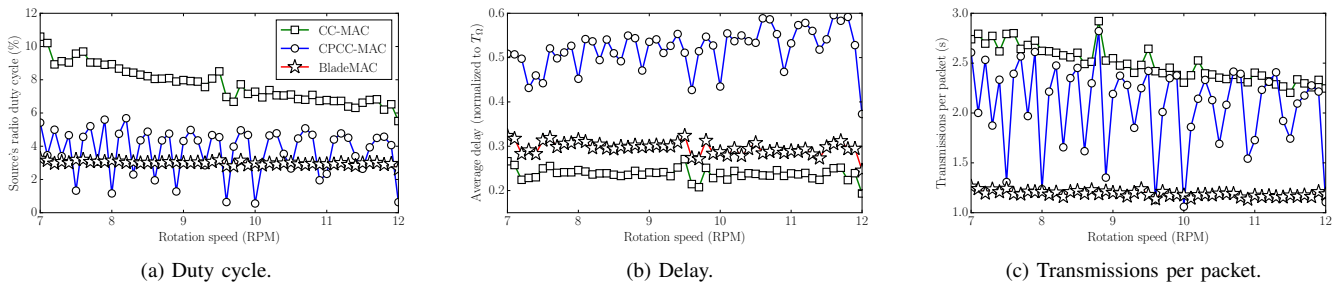 12
10
8
6
4
2
0
Source's radio duty cycle (%)
CC-MAC
CPCC-MAC
BladeMAC
7 8 9 10 11 12
Rotation speed (RPM)
(a) Duty cycle.
0.6
0.5
0.4
0.3
0.2
Average delay (normalized to TΩ)
7 8 9 10 11 12
Rotation speed (RPM)
(b) Delay.
3.0
2.5
2.0
1.5
1.0
Transmissions per packet (s)
7 8 9 10 11 12
Rotation speed (RPM)
(c) Transmissions per packet.